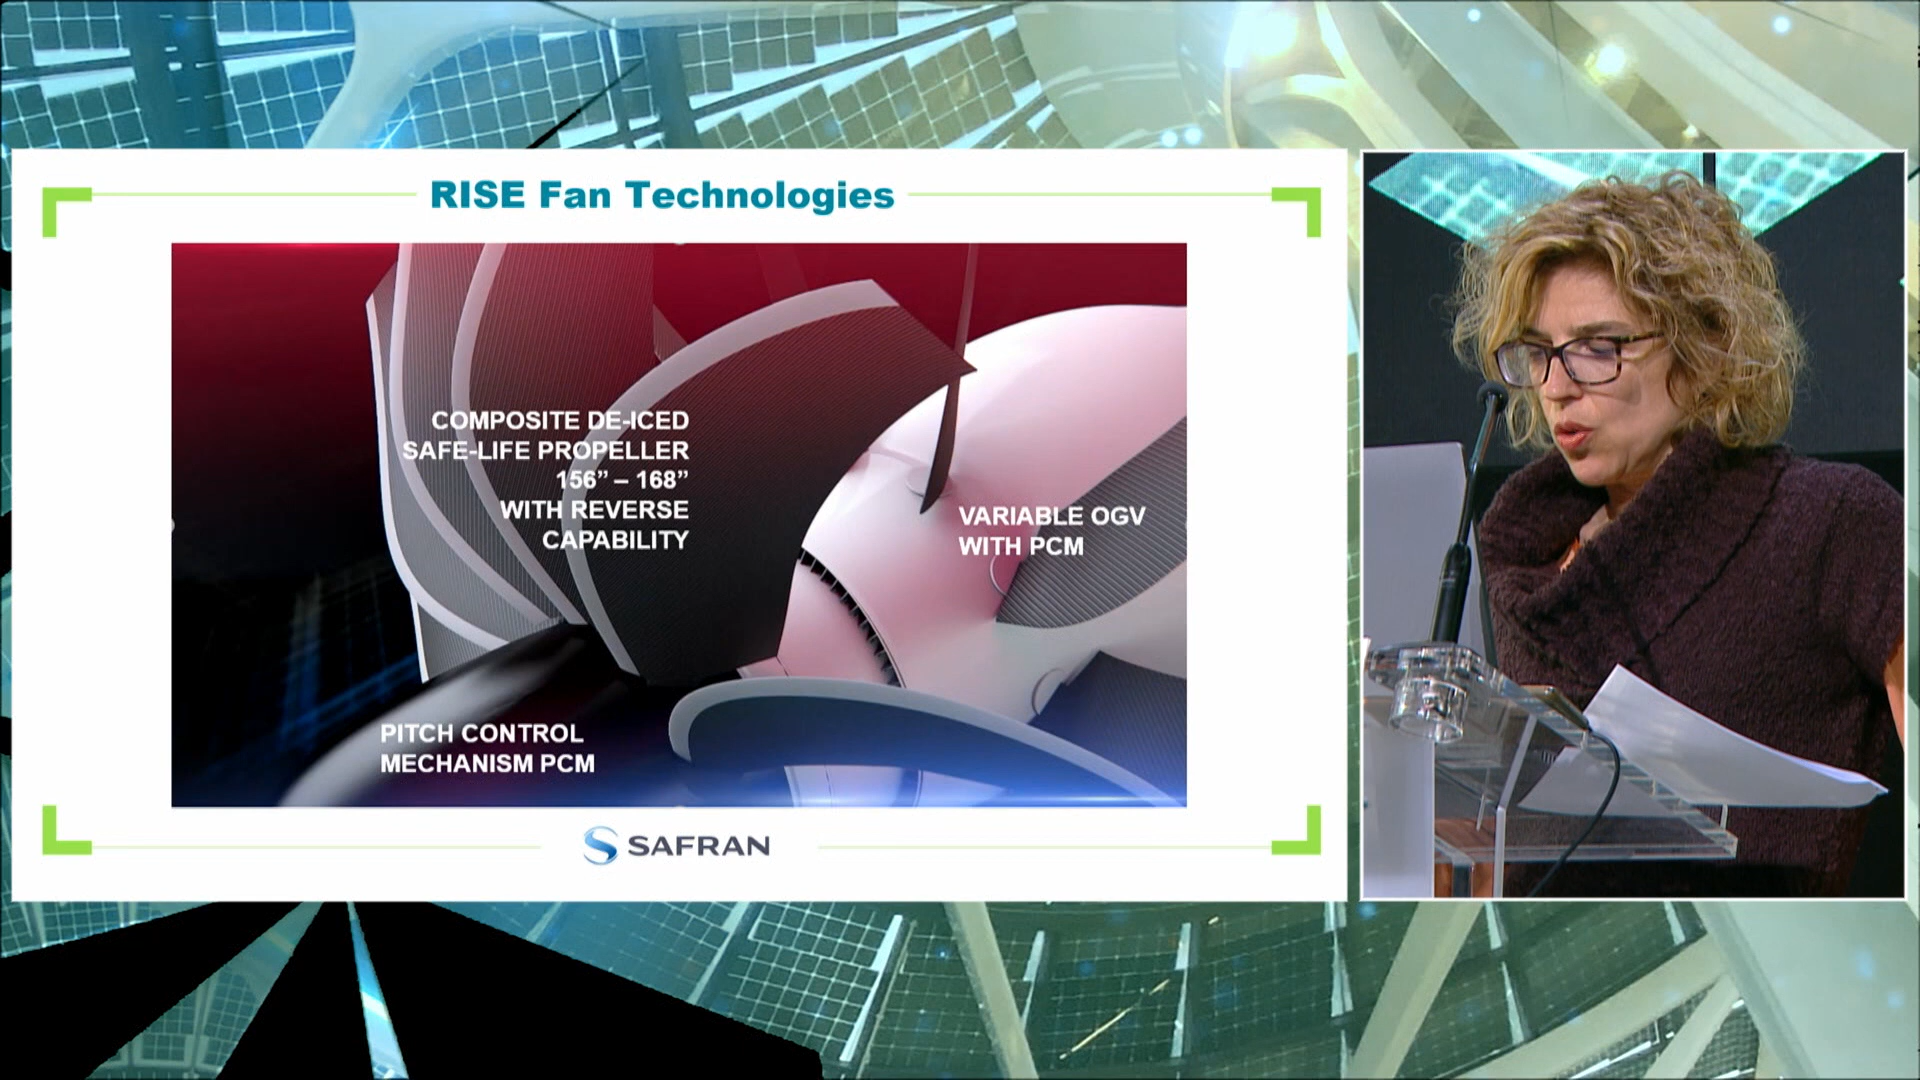 RISE Fan Technologies
COMPOSITE DE-ICED
SAFE-LIFE PROPELLER
156” – 168”
WITH REVERSE
CAPABILITY
VARIABLE OGV
WITH PCM
PITCH CONTROL
MECHANISM PCM
SAFRAN